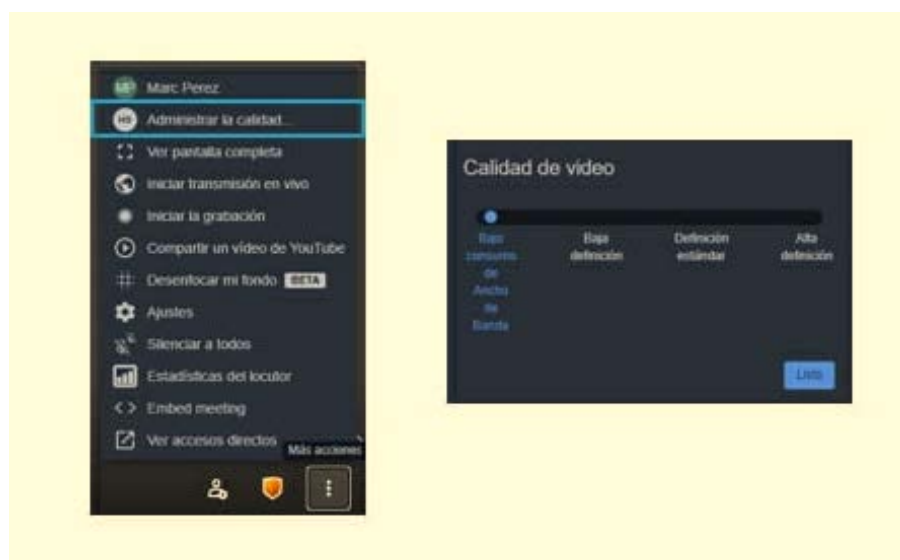 MP Marc Perez
HD Administrar la calidad...
Ver pantalla completa
Iniciar transmisión en vivo
Iniciar la grabación
Compartir un vídeo de YouTube
Desenfocar mi fondo BETA
Ajustes
Silenciar a todos
Estadísticas del locutor
Embed meeting
Ver accesos directos
Más acciones
Calidad de video
Bajo
consumo
de
Ancho
de
Banda
Baja
definición
Definición
estándar
Alta
definición
Listo